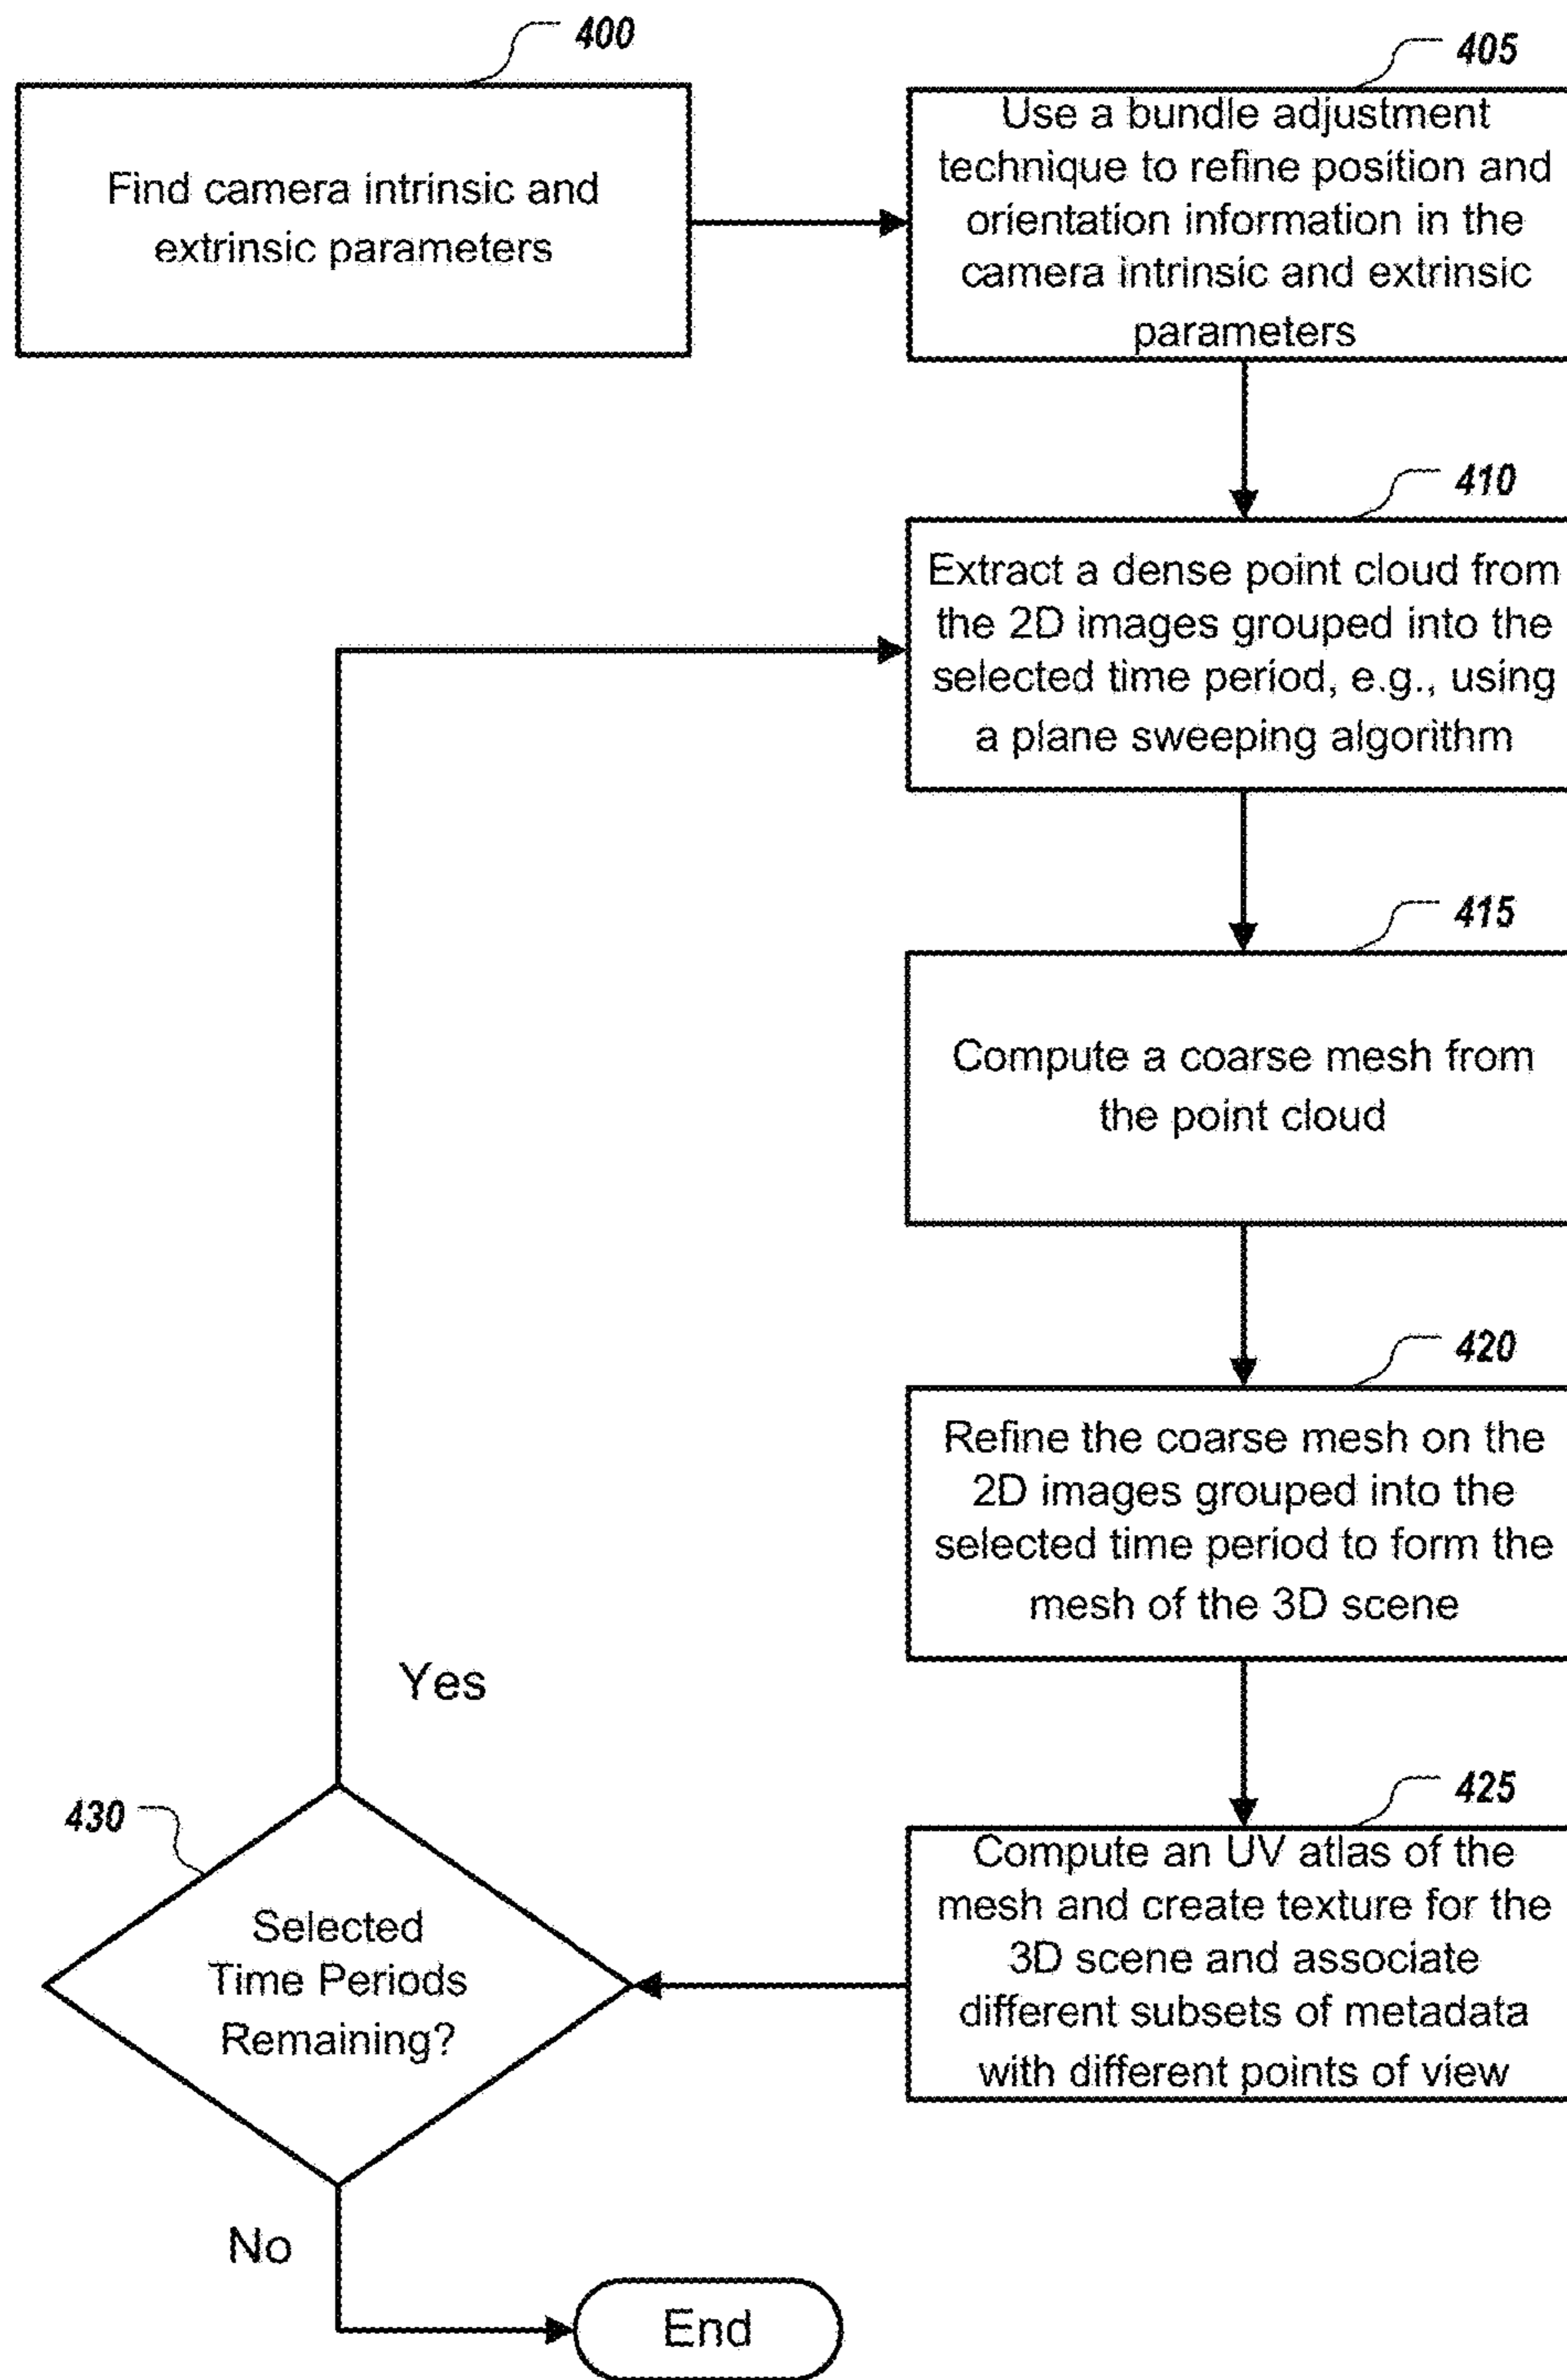 400
Find camera intrinsic and
extrinsic parameters
405
Use a bundle adjustment
technique to refine position and
orientation information in the
camera intrinsic and extrinsic
parameters
410
Extract a dense point cloud from
the 2D images grouped into the
selected time period, e.g., using
a plane sweeping algorithm
415
Compute a coarse mesh from
the point cloud
420
Refine the coarse mesh on the
2D images grouped into the
selected time period to form the
mesh of the 3D scene
425
Compute an UV atlas of the
mesh and create texture for the
3D scene and associate
different subsets of metadata
with different points of view
430
Selected
Time Periods
Remaining?
Yes
No
End